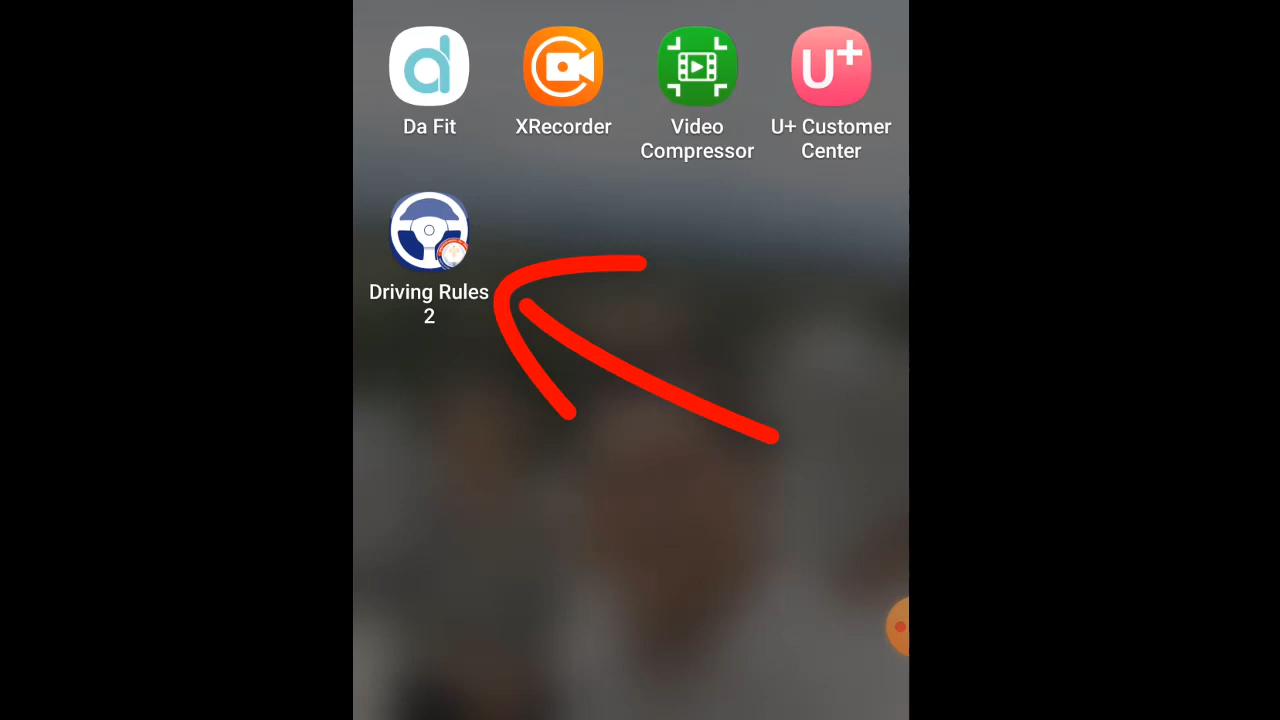 d
U+
Da Fit
XRecorder
Video
Compressor
U+ Customer
Center
Driving Rules
2